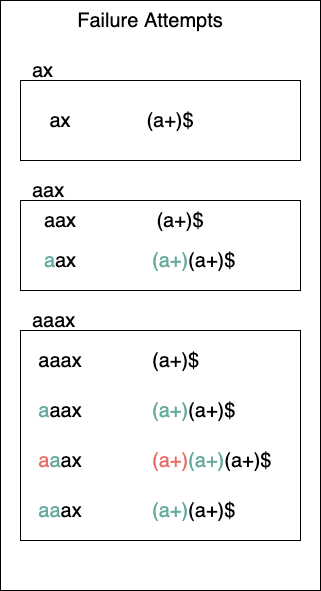 Failure Attempts
ax
ax (a+)$
aax
aax (a+)$
aax (a+)(a+)$
aaax
aaax (a+)$
aaax (a+)(a+)$
aaax (a+)(a+)(a+)$
aaax (a+)(a+)$